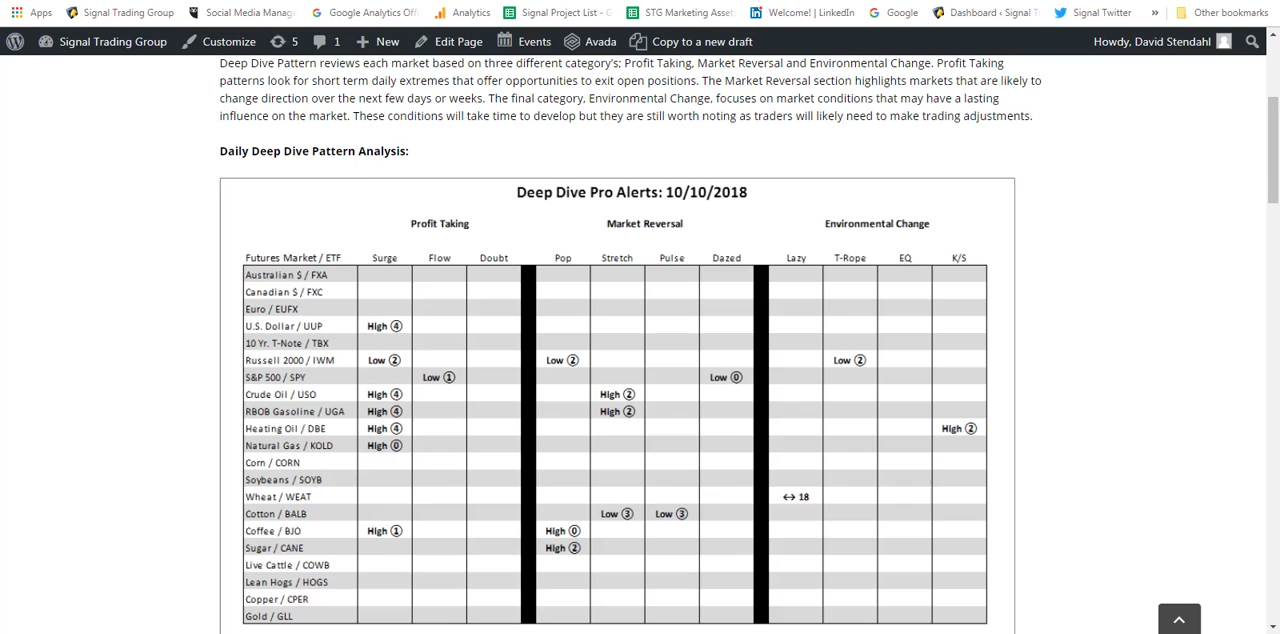 Apps Signal Trading Group Social Media Manage Google Analytics Offi Analytics Signal Project List - G STG Marketing Asset Welcome! | LinkedIn Google Dashboard ‹ Signal T Signal Twitter » Other bookmarks
Signal Trading Group Customize 5 1 New Edit Page Events Avada Copy to a new draft Howdy, David Stendahl
Deep Dive Pattern reviews each market based on three different category's; Profit Taking, Market Reversal and Environmental Change. Profit Taking
patterns look for short term daily extremes that offer opportunities to exit open positions. The Market Reversal section highlights markets that are likely to
change direction over the next few days or weeks. The final category, Environmental Change, focuses on market conditions that may have a lasting
influence on the market. These conditions will take time to develop but they are still worth noting as traders will likely need to make trading adjustments.
Daily Deep Dive Pattern Analysis:
Deep Dive Pro Alerts: 10/10/2018
Profit Taking Market Reversal Environmental Change
Futures Market / ETF Surge Flow Doubt Pop Stretch Pulse Dazed Lazy T-Rope EQ K/S
Australian $ / FXA
Canadian $ / FXC
Euro / EUFX
U.S. Dollar / UUP High ④
10 Yr. T-Note / TBX
Russell 2000 / IWM Low ② Low ② Low ②
S&P 500 / SPY Low ① Low ⓪
Crude Oil / USO High ④ High ②
RBOB Gasoline / UGA High ④ High ②
Heating Oil / DBE High ④ High ②
Natural Gas / KOLD High ⓪
Corn / CORN
Soybeans / SOYB
Wheat / WEAT ↔ 18
Cotton / BALB Low ③ Low ③
Coffee / BJO High ① High ⓪
Sugar / CANE High ②
Live Cattle / COWB
Lean Hogs / HOGS
Copper / CPER
Gold / GLL